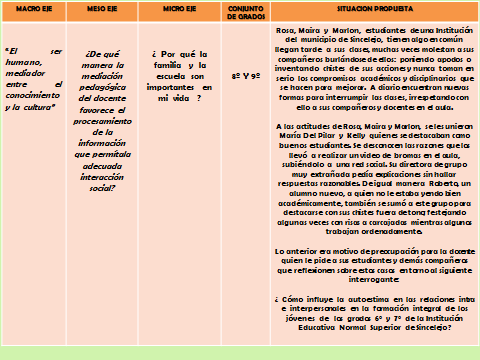 MACRO EJE
MESO EJE
MICRO EJE
CONJUNTO
DE GRADOS
SITUACION PROPUESTA
"El ser
humano,
mediador
entre el
conocimiento
y la cultura"
¿De qué
manera la
mediación
pedagógica
del docente
favorece el
procesamiento
de la
información
que permitala
adecuada
interacción
social?
¿ Por qué la
familia y la
escuela son
importantes en
mi vida ?
8º Y 9º
Rosa, Maira y Marlon, estudiantes de una Institución
del municipio de Sincelejo, tienen algo en común
llegan tarde a sus clases, muchas veces molestan a sus
compañeros burlándose de ellos: poniendo apodos o
inventando chistes de sus acciones y nunca toman en
serio los compromisos académicos y disciplinarios que
se hacen para mejorar. A diario encuentran nuevas
formas para interrumpir las clases, irrespetando con
ello a sus compañeros y docentes en el aula.
A las actitudes de Rosa, Maira y Marlon, se les unieron
María Del Pilar y Kelly quienes se destacaban como
buenos estudiantes. Se desconocen las razones que las
llevó a realizar un video de bromas en el aula,
subiéndolo a una red social. Su directora de grupo
muy extrañada pedía explicaciones sin hallar
respuestas razonables. De igual manera Roberto, un
alumno nuevo, a quien no le estaba yendo bien
académicamente, también se sumó a este grupo para
destacarse con sus chistes fuera de tono, festejando
algunas veces con risas a carcajadas mientras algunos
trabajan ordenadamente.
Lo anterior era motivo de preocupación para la docente
quien le pide a sus estudiantes y demás compañeros
que reflexionen sobre estos casos en torno al siguiente
interrogante:
¿ Cómo influye la autoestima en las relaciones intra
e interpersonales en la formación integral de los
jóvenes de los grados 6º y 7º de la Institución
Educativa Normal Superior de Sincelejo?